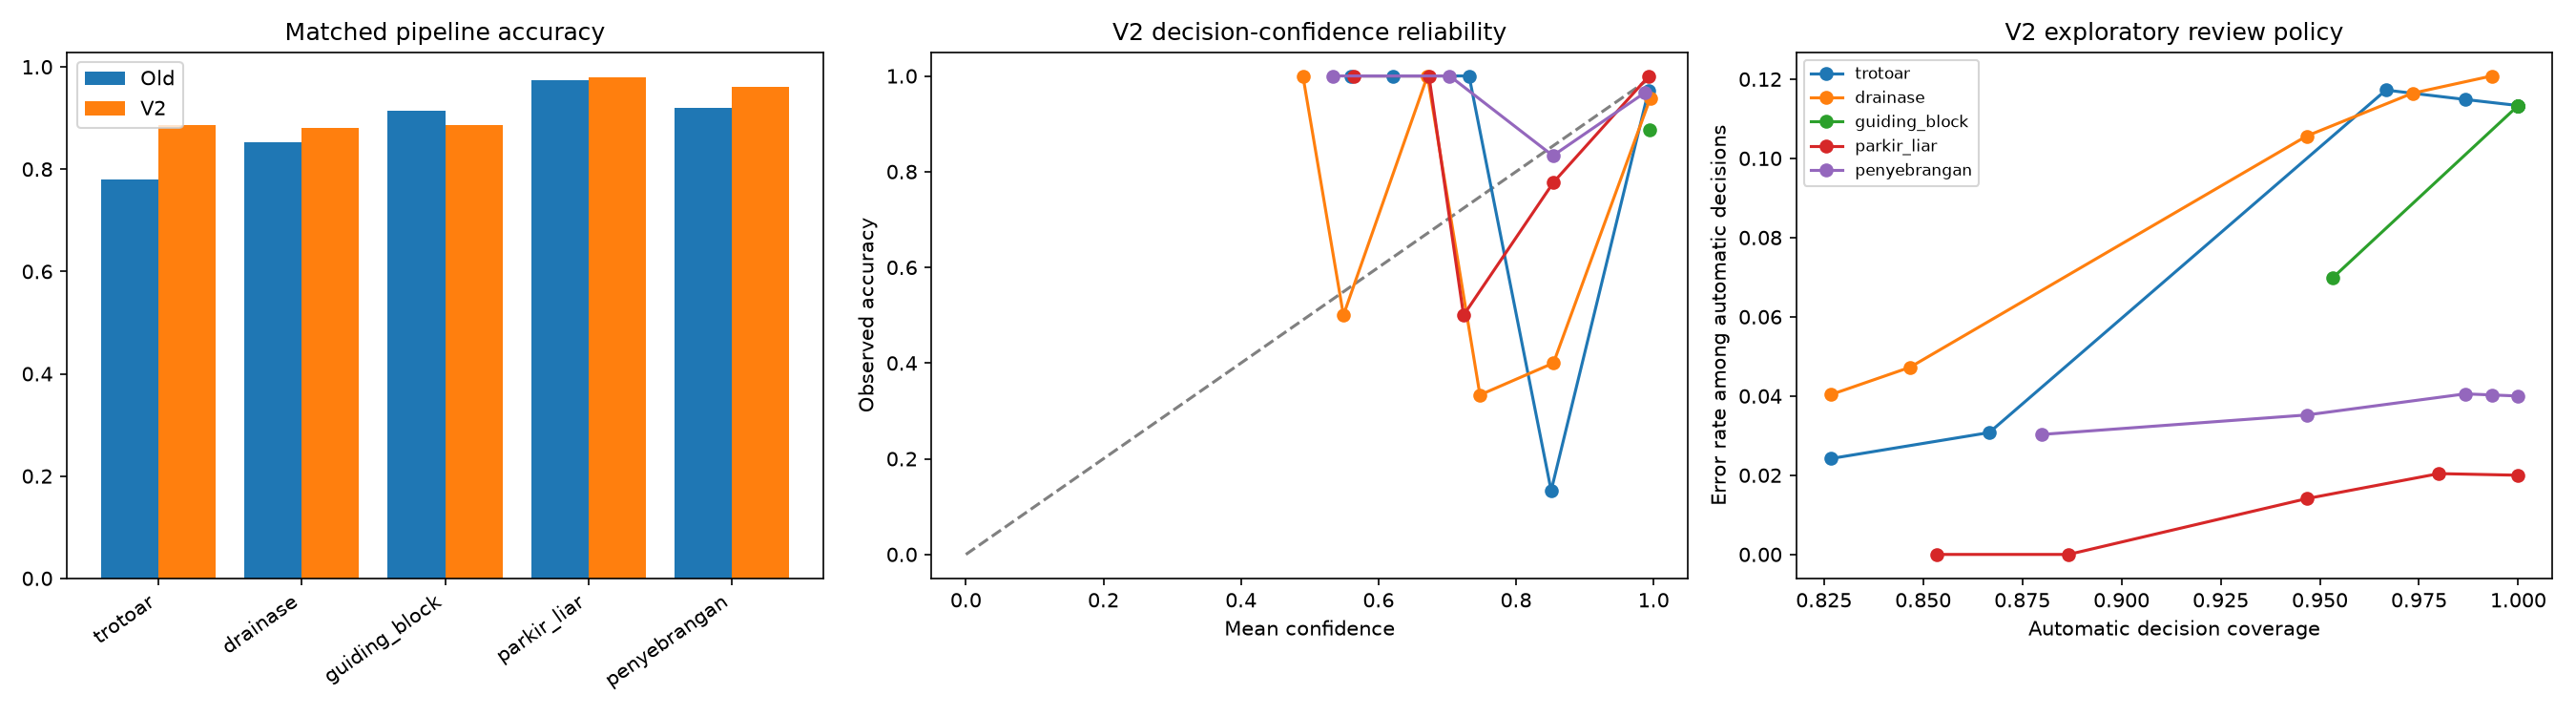 Matched pipeline accuracy
1.0
0.8
0.6
0.4
0.2
0.0
Old
V2
trotoar
drainase
guiding_block
parkir_liar
penyebrangan
V2 decision-confidence reliability
Observed accuracy
1.0
0.8
0.6
0.4
0.2
0.0
0.0 0.2 0.4 0.6 0.8 1.0
Mean confidence
V2 exploratory review policy
Error rate among automatic decisions
0.12
0.10
0.08
0.06
0.04
0.02
0.00
trotoar
drainase
guiding_block
parkir_liar
penyebrangan
0.825 0.850 0.875 0.900 0.925 0.950 0.975 1.000
Automatic decision coverage